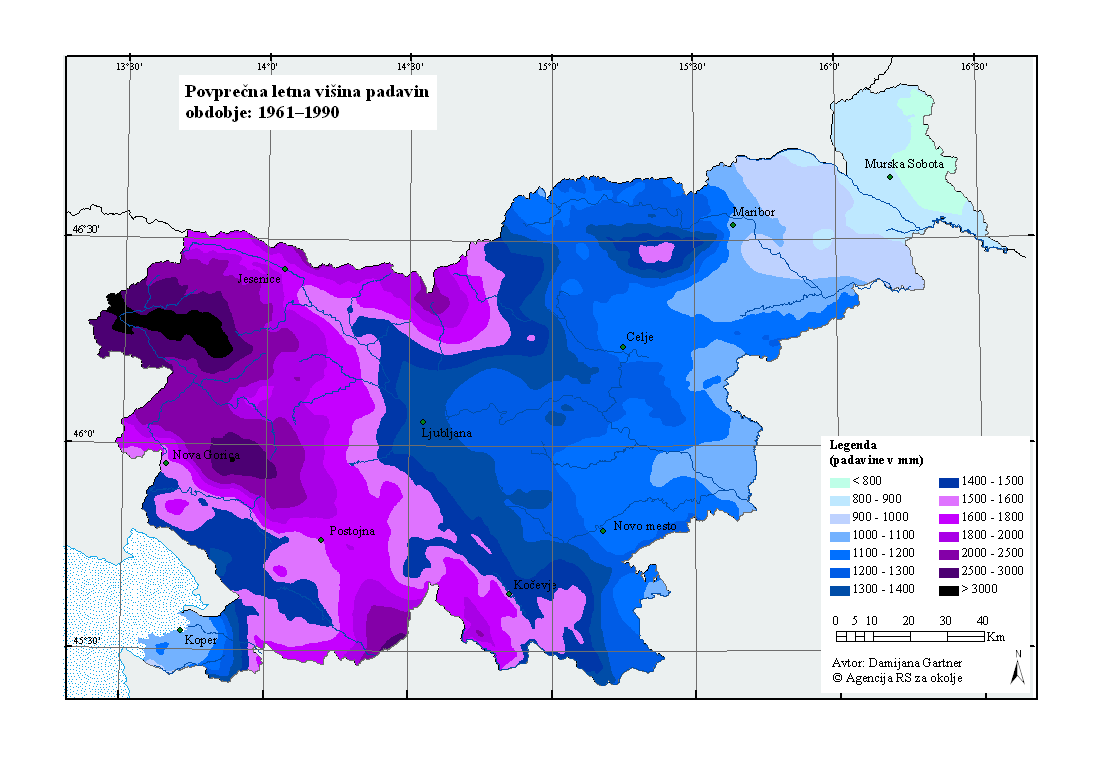 13°30'
14°0'
14°30'
15°0'
15°30'
16°0'
16°30'
Povprečna letna višina padavin
obdobje: 1961–1990
Murska Sobota
Maribor
46°30'
Jesenice
Celje
Ljubljana
46°0'
Nova Gorica
Postojna
Novo mesto
Kočevje
Koper
45°30'
Legenda
(padavine v mm)
< 800
800 - 900
900 - 1000
1000 - 1100
1100 - 1200
1200 - 1300
1300 - 1400
1400 - 1500
1500 - 1600
1600 - 1800
1800 - 2000
2000 - 2500
2500 - 3000
> 3000
0 5 10 20 30 40
Km
N
Avtor: Damijana Gartner
© Agencija RS za okolje